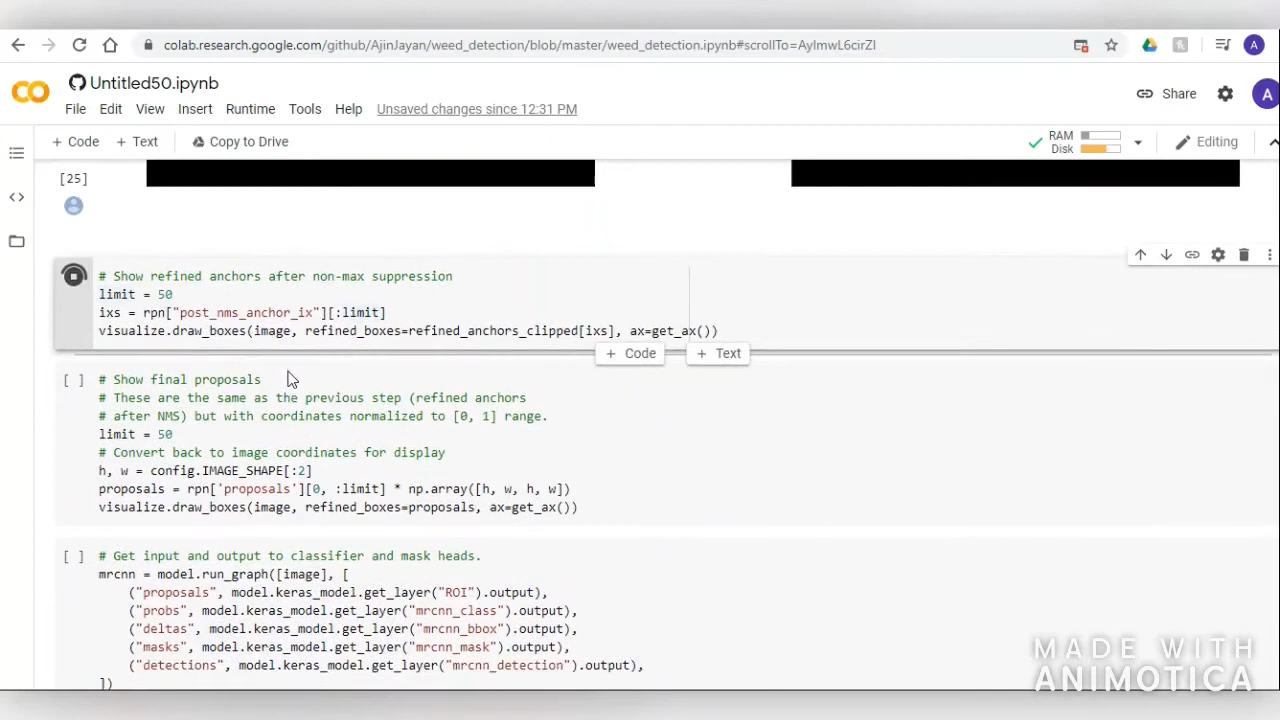 colab.research.google.com/github/AjinJayan/weed_detection/blob/master/weed_detection.ipynb#scrollTo=AyImwL6cirZl
A
Untitled50.ipynb
File Edit View Insert Runtime Tools Help Unsaved changes since 12:31 PM
Share
A
+ Code + Text Copy to Drive
RAM
Disk
Editing
[25]
# Show refined anchors after non-max suppression
limit = 50
ixs = rpn["post_nms_anchor_ix"][:limit]
visualize.draw_boxes(image, refined_boxes=refined_anchors_clipped[ixs], ax=get_ax())
+ Code + Text
[ ]
# Show final proposals
# These are the same as the previous step (refined anchors
# after NMS) but with coordinates normalized to [0, 1] range.
limit = 50
# Convert back to image coordinates for display
h, w = config.IMAGE_SHAPE[:2]
proposals = rpn['proposals'][0, :limit] * np.array([h, w, h, w])
visualize.draw_boxes(image, refined_boxes=proposals, ax=get_ax())
[ ]
# Get input and output to classifier and mask heads.
mrcnn = model.run_graph([image], [
("proposals", model.keras_model.get_layer("ROI").output),
("probs", model.keras_model.get_layer("mrcnn_class").output),
("deltas", model.keras_model.get_layer("mrcnn_bbox").output),
("masks", model.keras_model.get_layer("mrcnn_mask").output),
("detections", model.keras_model.get_layer("mrcnn_detection").output),
])
MADE WITH
ANIMOTICA